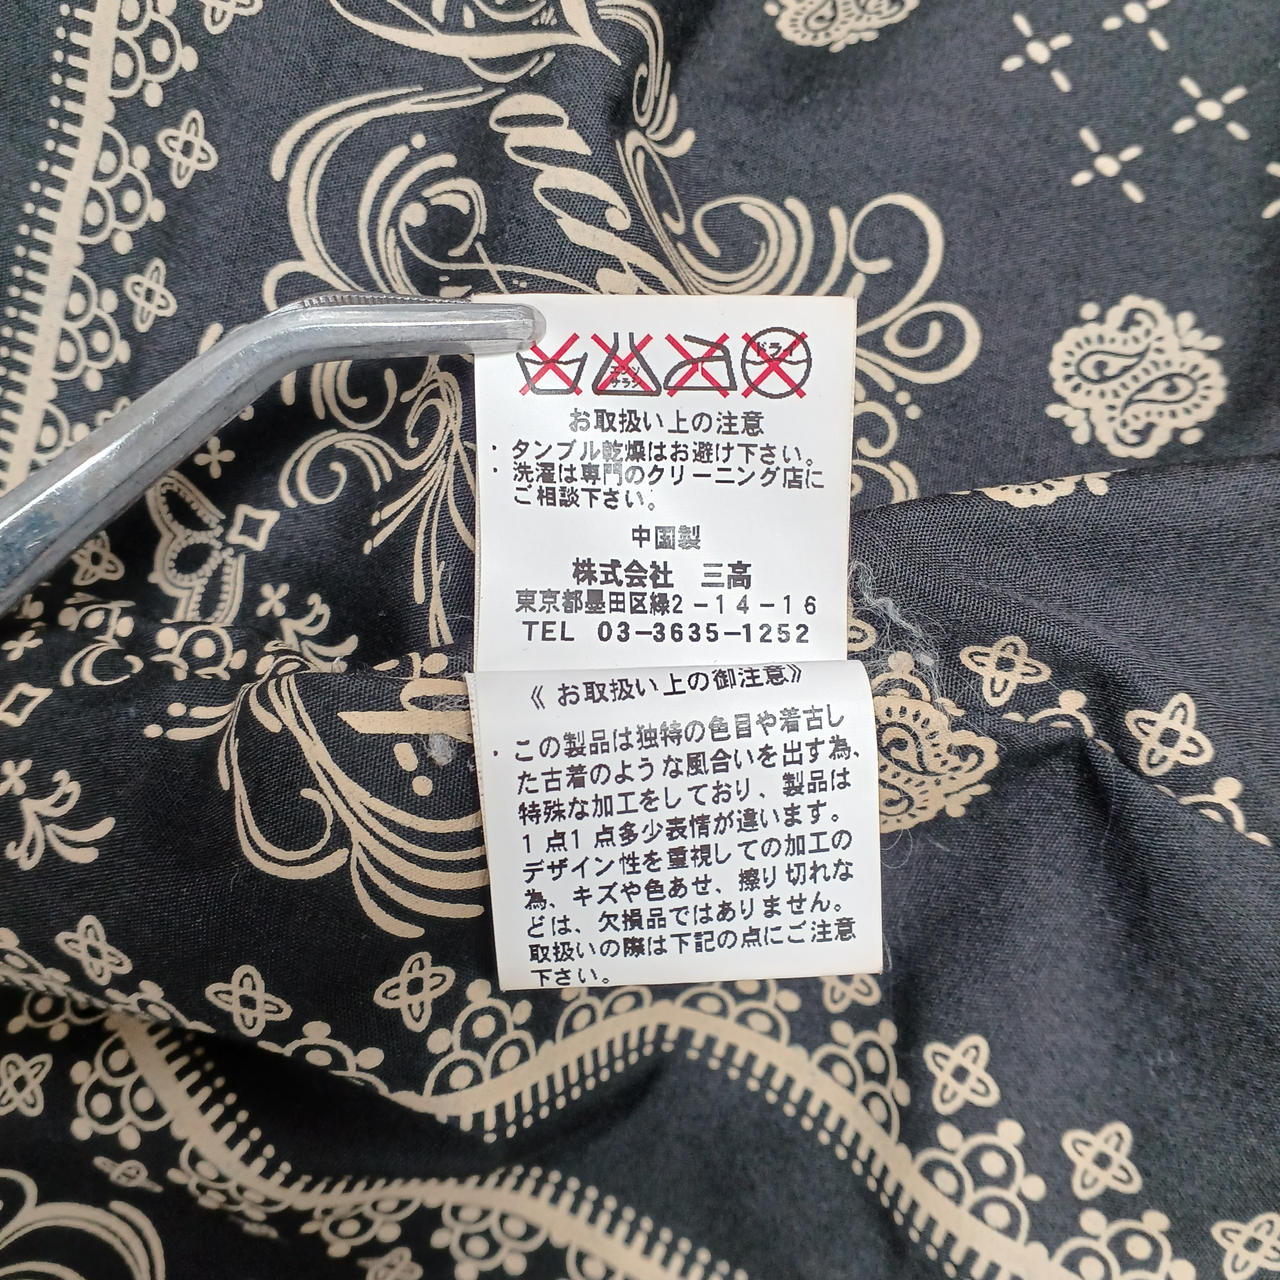 エンソ
サラシ
ドライ
お取扱い上の注意
・タンブル乾燥はお避け下さい。
・洗濯は専門のクリーニング店に
ご相談下さい。
中国製
株式会社 三高
東京都墨田区緑2－14－16
TEL 03－3635－1252
《お取扱い上の御注意》
・この製品は独特の色目や着古し
た古着のような風合いを出す為、
特殊な加工をしており、製品は
1点1点多少表情が違います。
デザイン性を重視しての加工の
為、キズや色あせ、擦り切れな
どは、欠損品ではありません。
取扱いの際は下記の点にご注意
下さい。